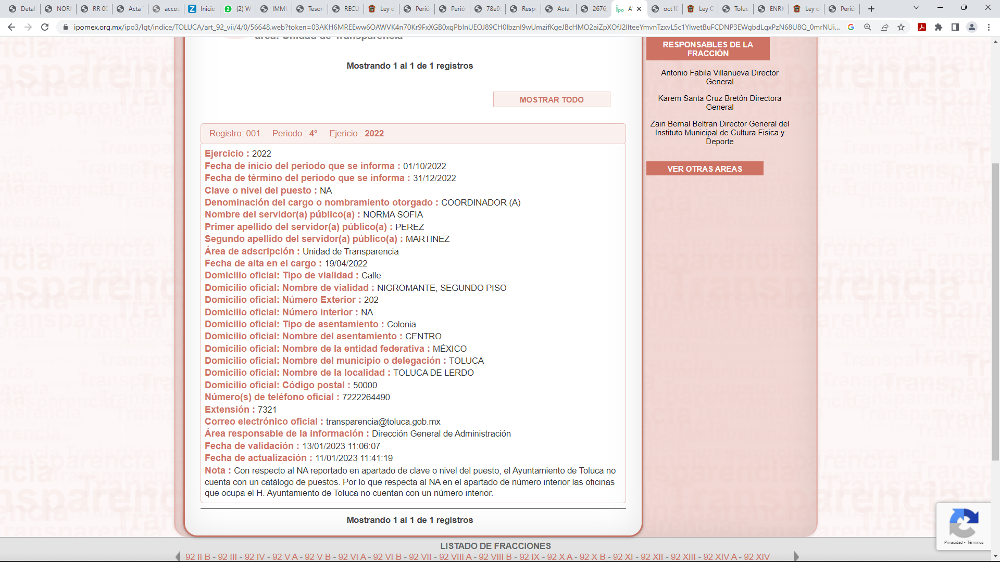 Detal
NORI
RR 00
Acta
accou
Inicio
(2) W
IMMU
Tesor
RECU
Ley d
Perió
Perió
78e9
Respu
Acta
2676
ipo
A
oct10
Ley C
Toluc
ENRI
Ley d
Perió
ipomex.org.mx/ipo3/lgt/indice/TOLUCA/art_92_vii/4/0/56648.web?token=
área: Unidad de Transparencia
Mostrando 1 al 1 de 1 registros
MOSTRAR TODO
Registro: 001 Periodo : 4° Ejericio : 2022
Ejercicio : 2022
Fecha de inicio del periodo que se informa : 01/10/2022
Fecha de término del periodo que se informa : 31/12/2022
Clave o nivel del puesto : NA
Denominación del cargo o nombramiento otorgado : COORDINADOR (A)
Nombre del servidor(a) público(a) : NORMA SOFIA
Primer apellido del servidor(a) público(a) : PEREZ
Segundo apellido del servidor(a) público(a) : MARTINEZ
Área de adscripción : Unidad de Transparencia
Fecha de alta en el cargo : 19/04/2022
Domicilio oficial: Tipo de vialidad : Calle
Domicilio oficial: Nombre de vialidad : NIGROMANTE, SEGUNDO PISO
Domicilio oficial: Número Exterior : 202
Domicilio oficial: Número interior : NA
Domicilio oficial: Tipo de asentamiento : Colonia
Domicilio oficial: Nombre del asentamiento : CENTRO
Domicilio oficial: Nombre de la entidad federativa : MÉXICO
Domicilio oficial: Nombre del municipio o delegación : TOLUCA
Domicilio oficial: Nombre de la localidad : TOLUCA DE LERDO
Domicilio oficial: Código postal : 50000
Número(s) de teléfono oficial : 7222264490
Extensión : 7321
Correo electrónico oficial : transparencia@toluca.gob.mx
Área responsable de la información : Dirección General de Administración
Fecha de validación : 13/01/2023 11:06:07
Fecha de actualización : 11/01/2023 11:41:19
Nota : Con respecto al NA reportado en apartado de clave o nivel del puesto, el Ayuntamiento de Toluca no
cuenta con un catálogo de puestos. Por lo que respecta al NA en el apartado de número interior las oficinas
que ocupa el H. Ayuntamiento de Toluca no cuentan con un número interior.
Mostrando 1 al 1 de 1 registros
RESPONSABLES DE LA
FRACCIÓN
Antonio Fabila Villanueva Director
General
Karem Santa Cruz Bretón Directora
General
Zain Bernal Beltran Director General del
Instituto Municipal de Cultura Fisica y
Deporte
VER OTRAS AREAS
Privacidad - Términos
LISTADO DE FRACCIONES
92 II B - 92 III - 92 IV - 92 V A - 92 V B - 92 VI A - 92 VI B - 92 VII - 92 VIII A - 92 VIII B - 92 IX - 92 X A - 92 X B - 92 XI - 92 XII - 92 XIII - 92 XIV A - 92 XIV